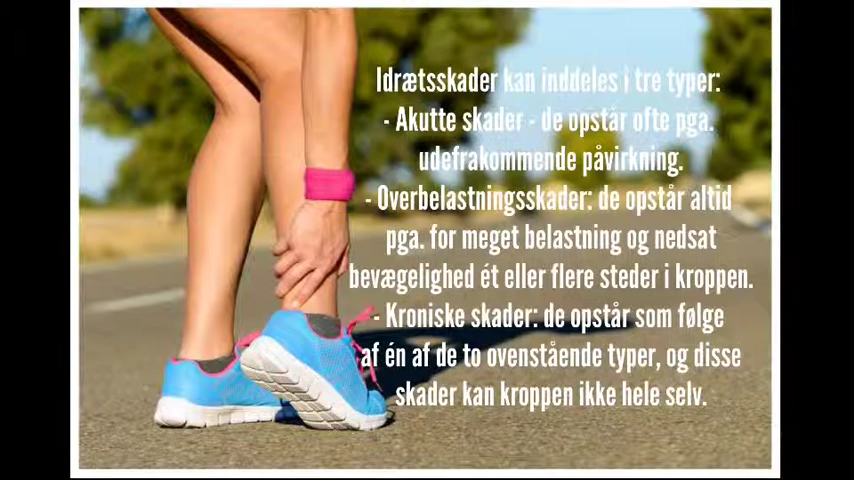 Idrætsskader kan inddeles i tre typer:
- Akutte skader - de opstår ofte pga.
udefrakommende påvirkning.
- Overbelastningsskader: de opstår altid
pga. for meget belastning og nedsat
bevægelighed ét eller flere steder i kroppen.
- Kroniske skader: de opstår som følge
af én af de to ovenstående typer, og disse
skader kan kroppen ikke hele selv.